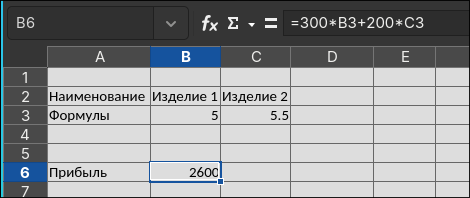 B6 fx Σ =300*B3+200*C3
A B C D E
1
2 Наименование Изделие 1 Изделие 2
3 Формулы 5 5.5
4
5
6 Прибыль 2600
7